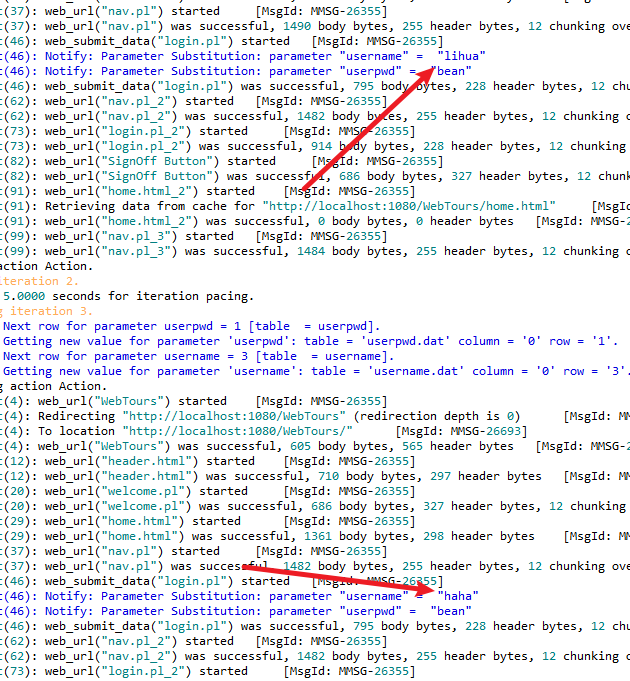 t(37): web_url("nav.pl") started    [MsgId: MMSG-26355]
t(37): web_url("nav.pl") was successful, 1490 body bytes, 255 header bytes, 12 chunking ove
t(46): web_submit_data("login.pl") started   [MsgId: MMSG-26355]
t(46): Notify: Parameter Substitution: parameter "username" =  "lihua"
t(46): Notify: Parameter Substitution: parameter "userpwd" =  "bean"
t(46): web_submit_data("login.pl") was successful, 795 body bytes, 228 header bytes, 12 chun
t(62): web_url("nav.pl_2") started    [MsgId: MMSG-26355]
t(62): web_url("nav.pl_2") was successful, 1482 body bytes, 255 header bytes, 12 chunking o
t(73): web_url("login.pl_2") started    [MsgId: MMSG-26355]
t(73): web_url("login.pl_2") was successful, 914 body bytes, 228 header bytes, 12 chunking
t(82): web_url("SignOff Button") started    [MsgId: MMSG-26355]
t(82): web_url("SignOff Button") was successful, 686 body bytes, 327 header bytes, 12 chunk
t(91): web_url("home.html_2") started    [MsgId: MMSG-26355]
t(91): Retrieving data from cache for "http://localhost:1080/WebTours/home.html"    [MsgId
t(91): web_url("home.html_2") was successful, 0 body bytes, 0 header bytes   [MsgId: MMSG-2
t(99): web_url("nav.pl_3") started    [MsgId: MMSG-26355]
t(99): web_url("nav.pl_3") was successful, 1484 body bytes, 255 header bytes, 12 chunking o
action Action.
iteration 2.
5.0000 seconds for iteration pacing.
g iteration 3.
Next row for parameter userpwd = 1 [table  = userpwd].
Getting new value for parameter 'userpwd': table = 'userpwd.dat' column = '0' row = '1'.
Next row for parameter username = 3 [table  = username].
Getting new value for parameter 'username': table = 'username.dat' column = '0' row = '3'.
g action Action.
t(4): web_url("WebTours") started    [MsgId: MMSG-26355]
t(4): Redirecting "http://localhost:1080/WebTours" (redirection depth is 0)    [MsgId: MM
t(4): To location "http://localhost:1080/WebTours/"    [MsgId: MMSG-26693]
t(4): web_url("WebTours") was successful, 605 body bytes, 565 header bytes   [MsgId: MMSG-2
t(12): web_url("header.html") started    [MsgId: MMSG-26355]
t(12): web_url("header.html") was successful, 710 body bytes, 297 header bytes   [MsgId: MM
t(20): web_url("welcome.pl") started    [MsgId: MMSG-26355]
t(20): web_url("welcome.pl") was successful, 686 body bytes, 327 header bytes, 12 chunking
t(29): web_url("home.html") started    [MsgId: MMSG-26355]
t(29): web_url("home.html") was successful, 1361 body bytes, 298 header bytes    [MsgId: MM
t(37): web_url("nav.pl") started    [MsgId: MMSG-26355]
t(37): web_url("nav.pl") was successful, 1482 body bytes, 255 header bytes, 12 chunking ove
t(46): web_submit_data("login.pl") started   [MsgId: MMSG-26355]
t(46): Notify: Parameter Substitution: parameter "username" =  "haha"
t(46): Notify: Parameter Substitution: parameter "userpwd" =  "bean"
t(46): web_submit_data("login.pl") was successful, 795 body bytes, 228 header bytes, 12 chun
t(62): web_url("nav.pl_2") started    [MsgId: MMSG-26355]
t(62): web_url("nav.pl_2") was successful, 1482 body bytes, 255 header bytes, 12 chunking o
t(73): web_url("login.pl_2") started    [MsgId: MMSG-26355]